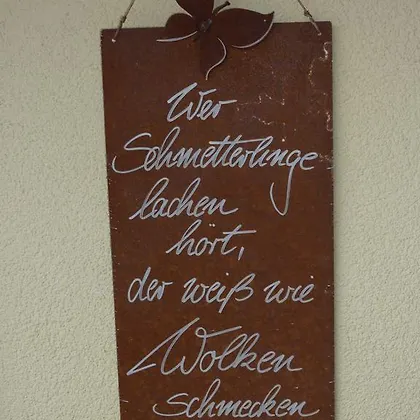 Wer
Schmetterlinge
lachen
hört,
der weiß wie
Wolken
schmecken